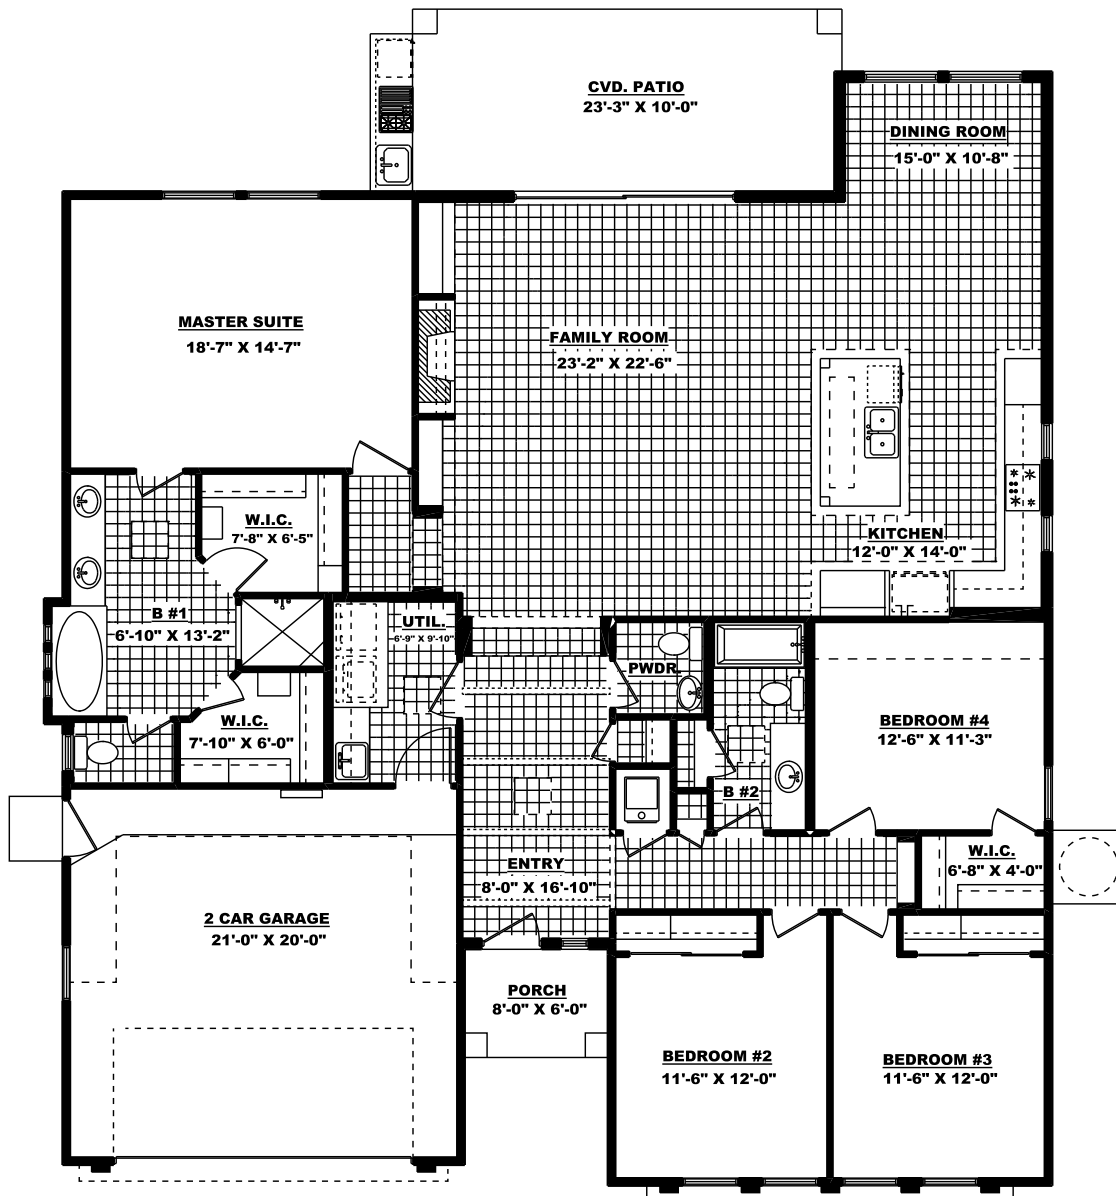 CVD. PATIO
23'-3" X 10'-0"
DINING ROOM
15'-0" X 10'-8"
MASTER SUITE
18'-7" X 14'-7"
FAMILY ROOM
23'-2" X 22'-6"
W.I.C.
7'-8" X 6'-5"
KITCHEN
12'-0" X 14'-0"
B #1
6'-10" X 13'-2"
UTIL.
6'-9" X 9'-10"
PWDR.
W.I.C.
7'-10" X 6'-0"
BEDROOM #4
12'-6" X 11'-3"
B #2
ENTRY
8'-0" X 16'-10"
W.I.C.
6'-8" X 4'-0"
2 CAR GARAGE
21'-0" X 20'-0"
PORCH
8'-0" X 6'-0"
BEDROOM #2
11'-6" X 12'-0"
BEDROOM #3
11'-6" X 12'-0"